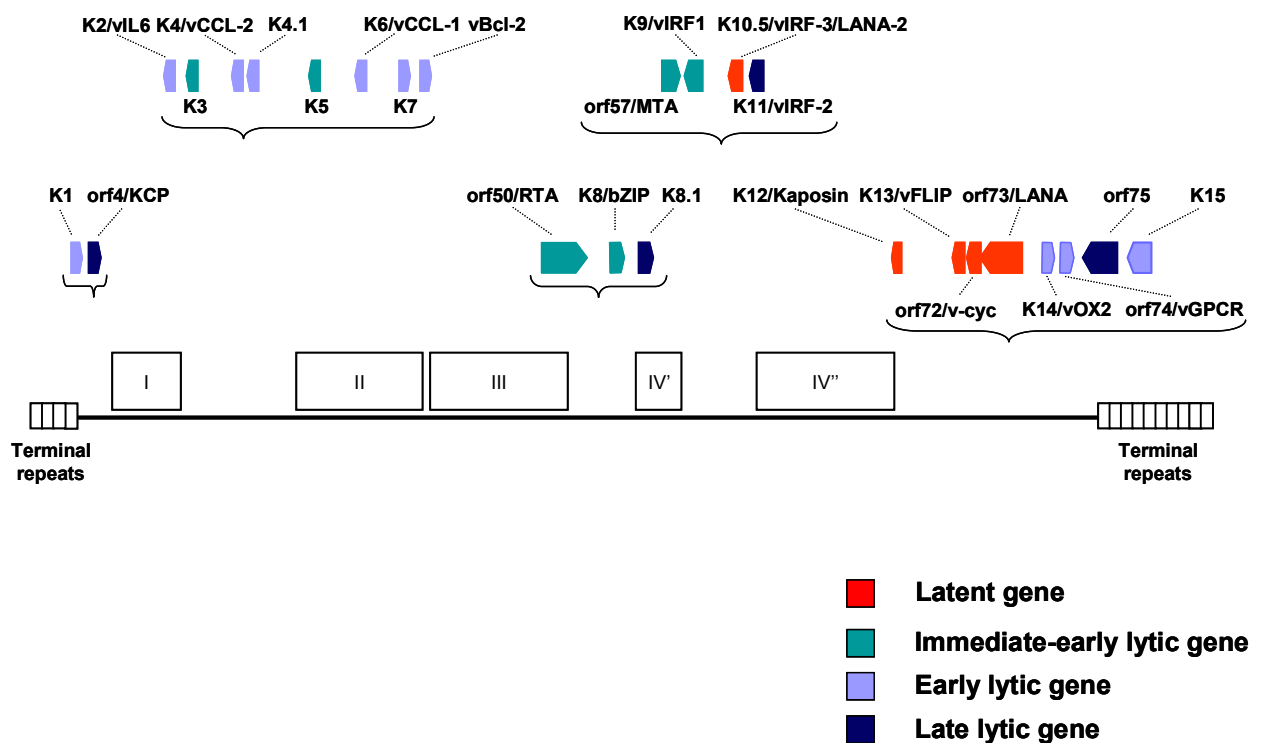 K2/vIL6 K4/vCCL-2 K4.1 K6/vCCL-1 vBcl-2 K9/vIRF1 K10.5/vIRF-3/LANA-2
K3 K5 K7 orf57/MTA K11/vIRF-2
K1 orf4/KCP orf50/RTA K8/bZIP K8.1 K12/Kaposin K13/vFLIP orf73/LANA orf75 K15
orf72/v-cyc K14/vOX2 orf74/vGPCR
I II III IV’ IV’’
Terminal
repeats
Terminal
repeats
Latent gene
Immediate-early lytic gene
Early lytic gene
Late lytic gene